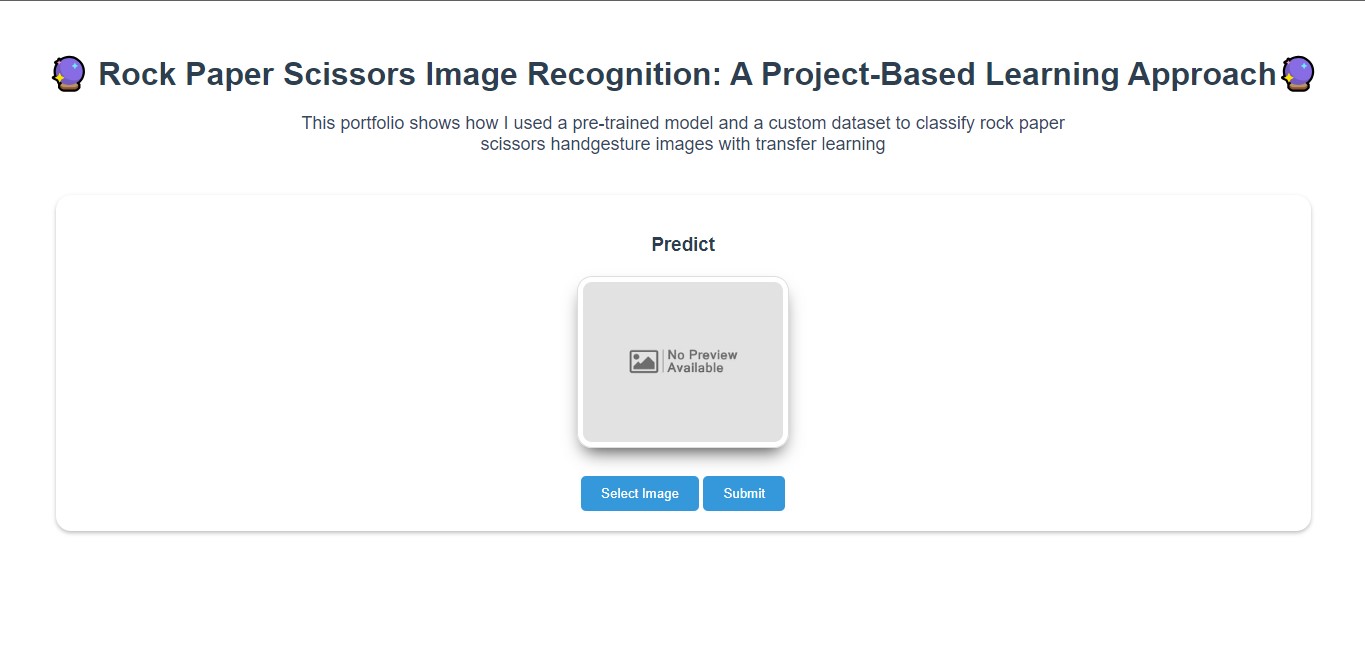 Rock Paper Scissors Image Recognition: A Project-Based Learning Approach
This portfolio shows how I used a pre-trained model and a custom dataset to classify rock paper
scissors handgesture images with transfer learning
Predict
No Preview
Available
Select Image
Submit